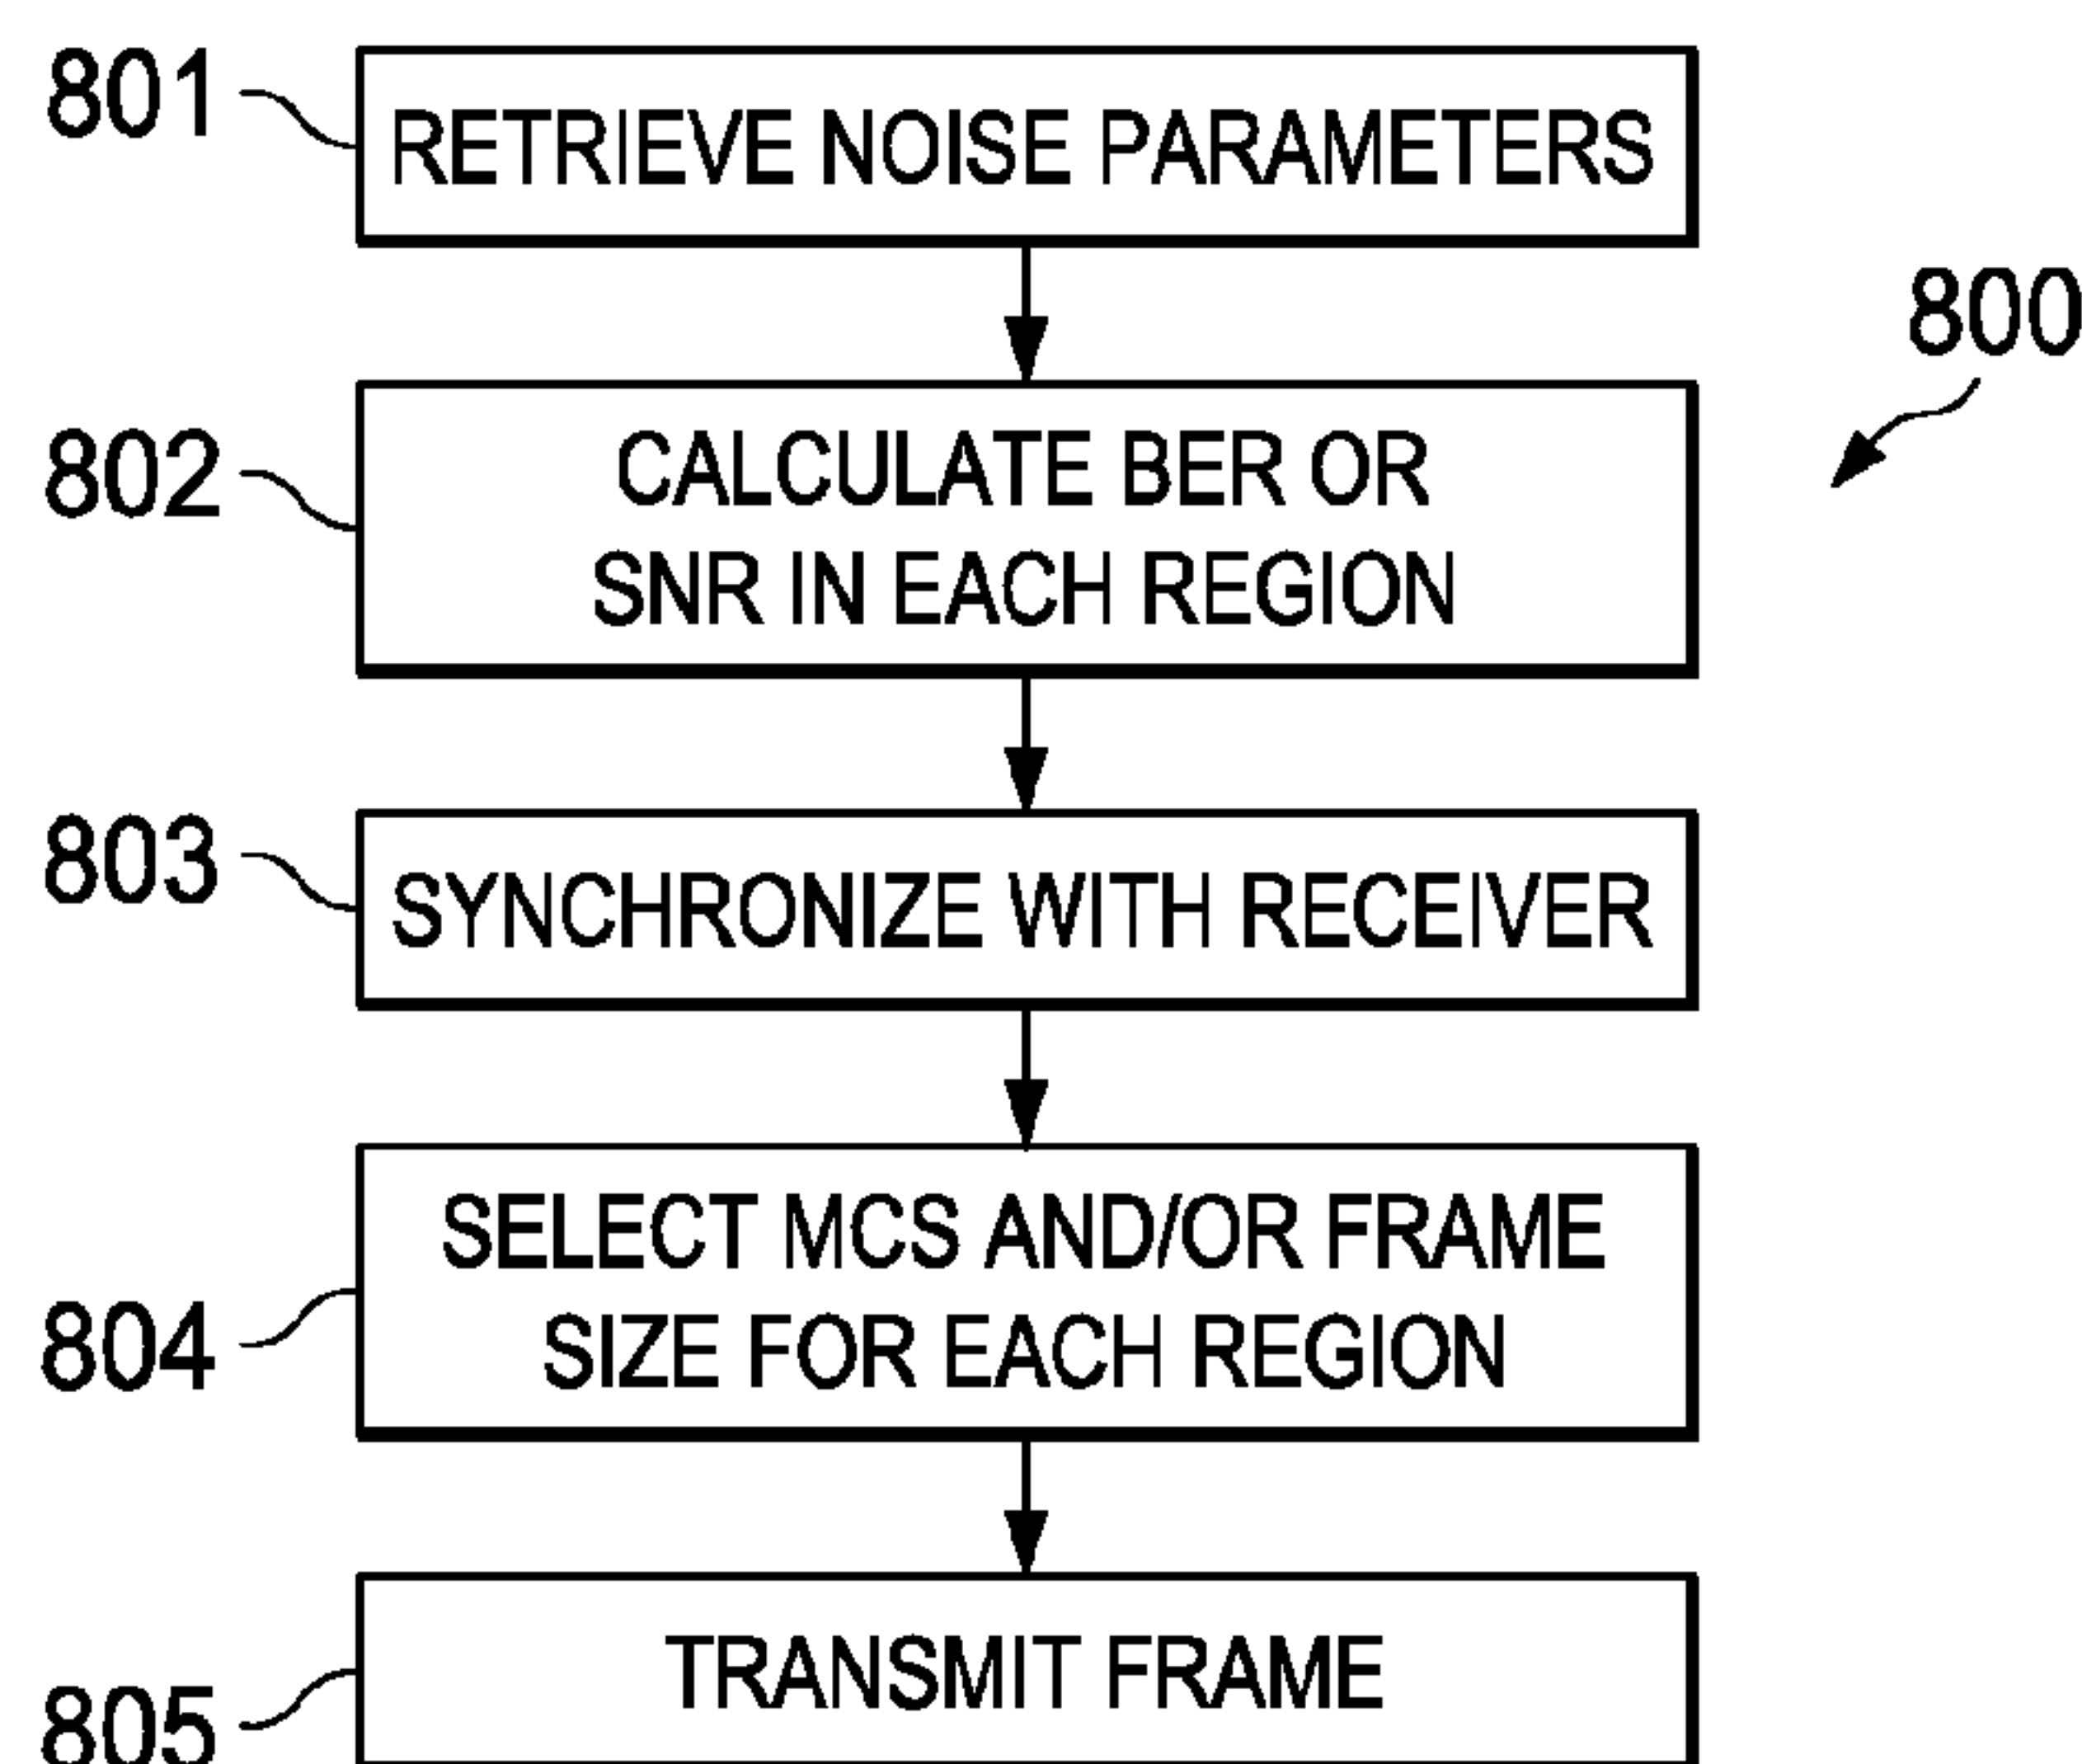 801
RETRIEVE NOISE PARAMETERS
800
802
CALCULATE BER OR
SNR IN EACH REGION
803
SYNCHRONIZE WITH RECEIVER
804
SELECT MCS AND/OR FRAME
SIZE FOR EACH REGION
805
TRANSMIT FRAME